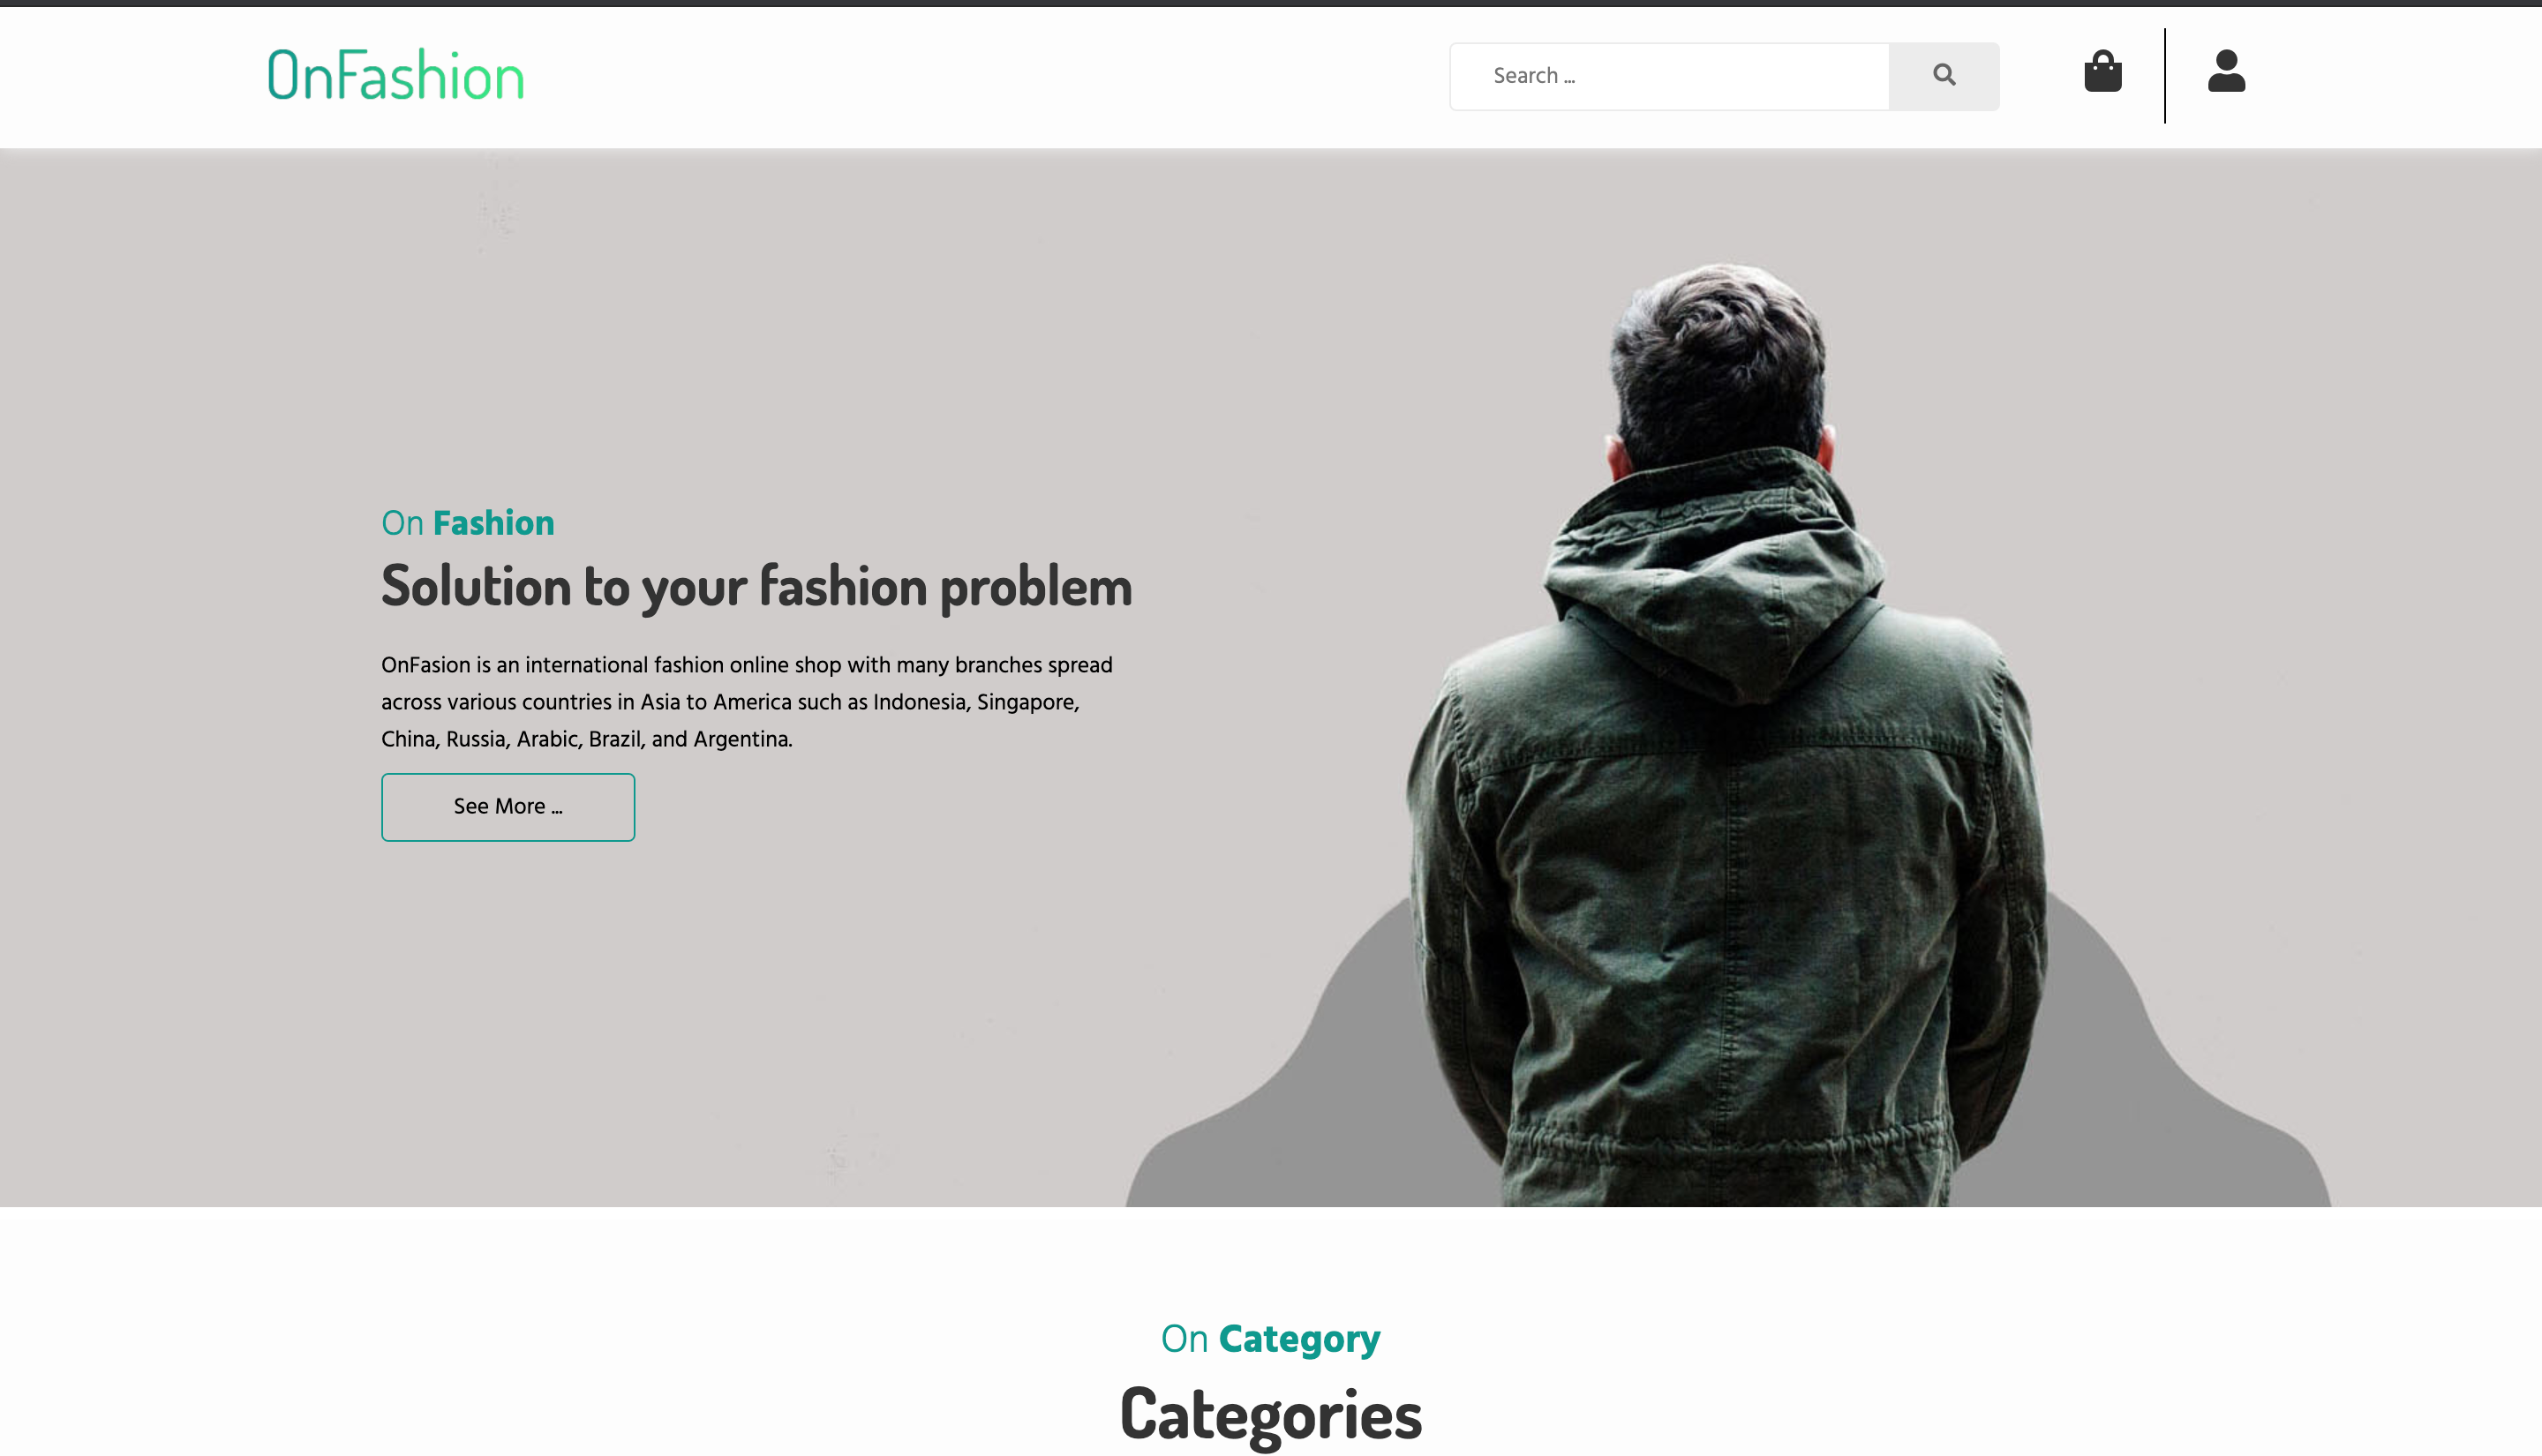 OnFashion
Search ...
On Fashion
Solution to your fashion problem
OnFasion is an international fashion online shop with many branches spread
across various countries in Asia to America such as Indonesia, Singapore,
China, Russia, Arabic, Brazil, and Argentina.
See More ...
On Category
Categories